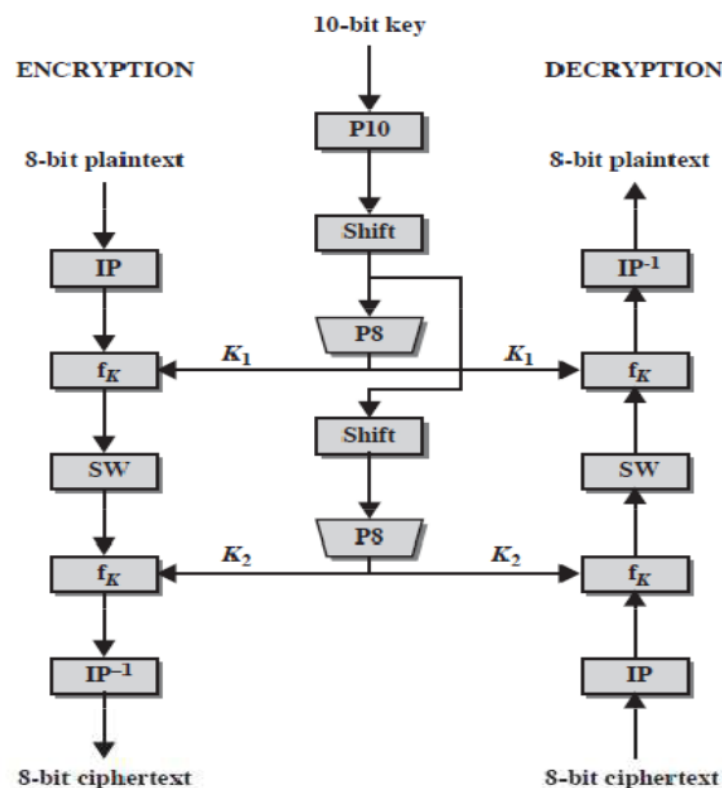 10-bit key
ENCRYPTION
DECRYPTION
P10
8-bit plaintext
8-bit plaintext
Shift
IP
IP-1
P8
K1
K1
fK
fK
Shift
SW
SW
P8
K2
K2
fK
fK
IP–1
IP
8-bit ciphertext
8-bit ciphertext